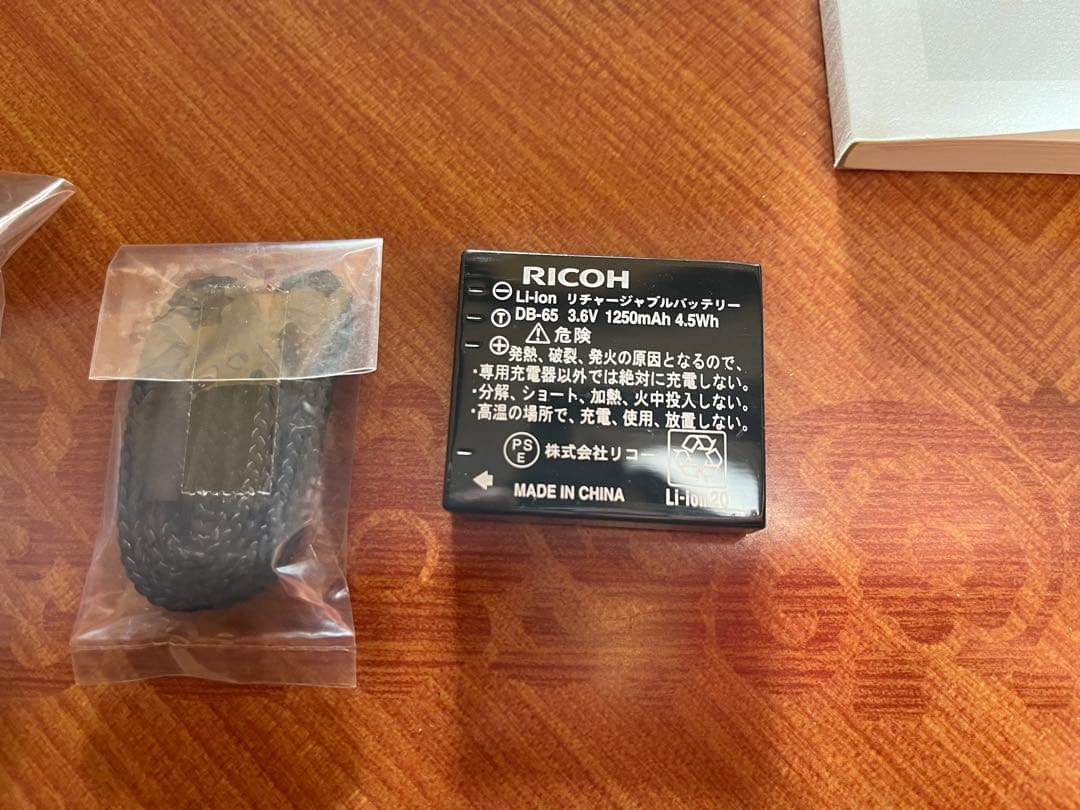 RICOH
⊖ Li-ion リチャージャブルバッテリー
Ⓣ DB-65 3.6V 1250mAh 4.5Wh
⚠危険
⊕発熱、破裂、発火の原因となるので、
・専用充電器以外では絶対に充電しない。
・分解、ショート、加熱、火中投入しない。
・高温の場所で、充電、使用、放置しない。
PS
E
株式会社リコー
MADE IN CHINA
Li-ion20